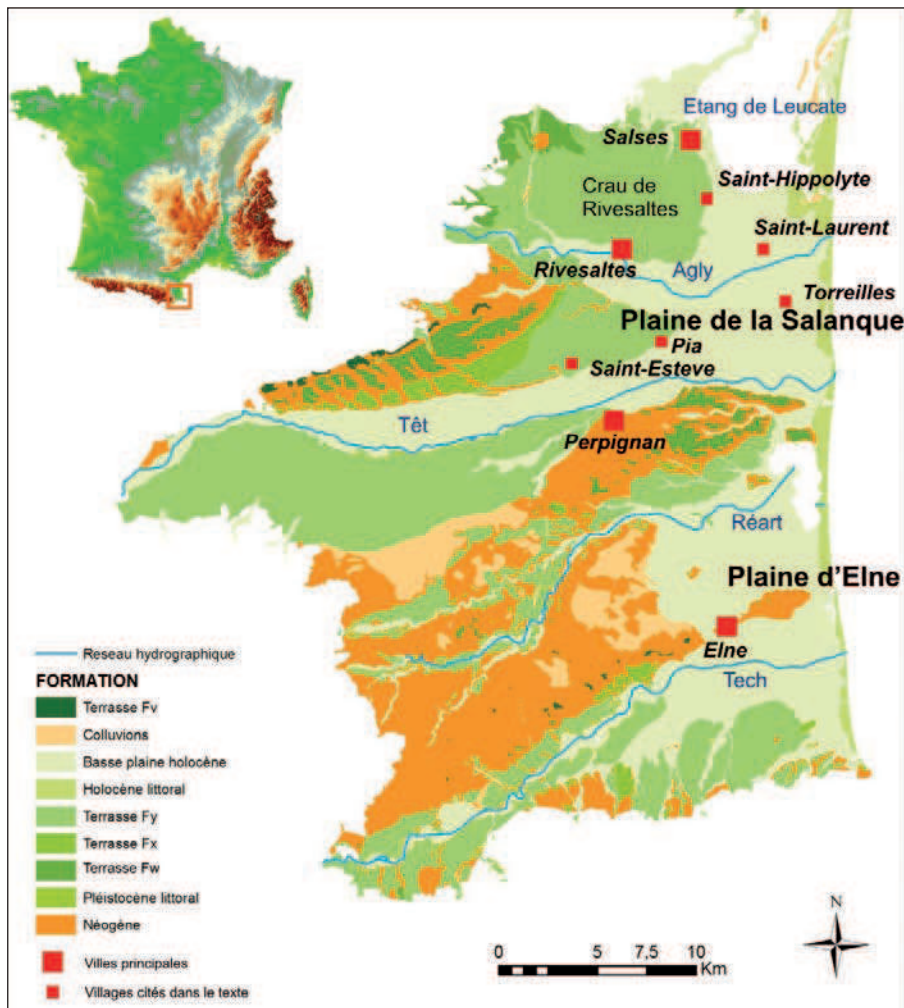 Etang de Leucate
Salses
Saint-Hippolyte
Crau de
Rivesaltes
Saint-Laurent
Rivesaltes
Agly
Torreilles
Plaine de la Salanque
Pia
Saint-Esteve
Têt
Perpignan
Réart
Plaine d'Elne
Elne
Tech
Reseau hydrographique
FORMATION
Terrasse Fv
Colluvions
Basse plaine holocène
Holocène littoral
Terrasse Fy
Terrasse Fx
Terrasse Fw
Pléistocène littoral
Néogène
Villes principales
Villages cités dans le texte
0 5 7,5 10
Km
N